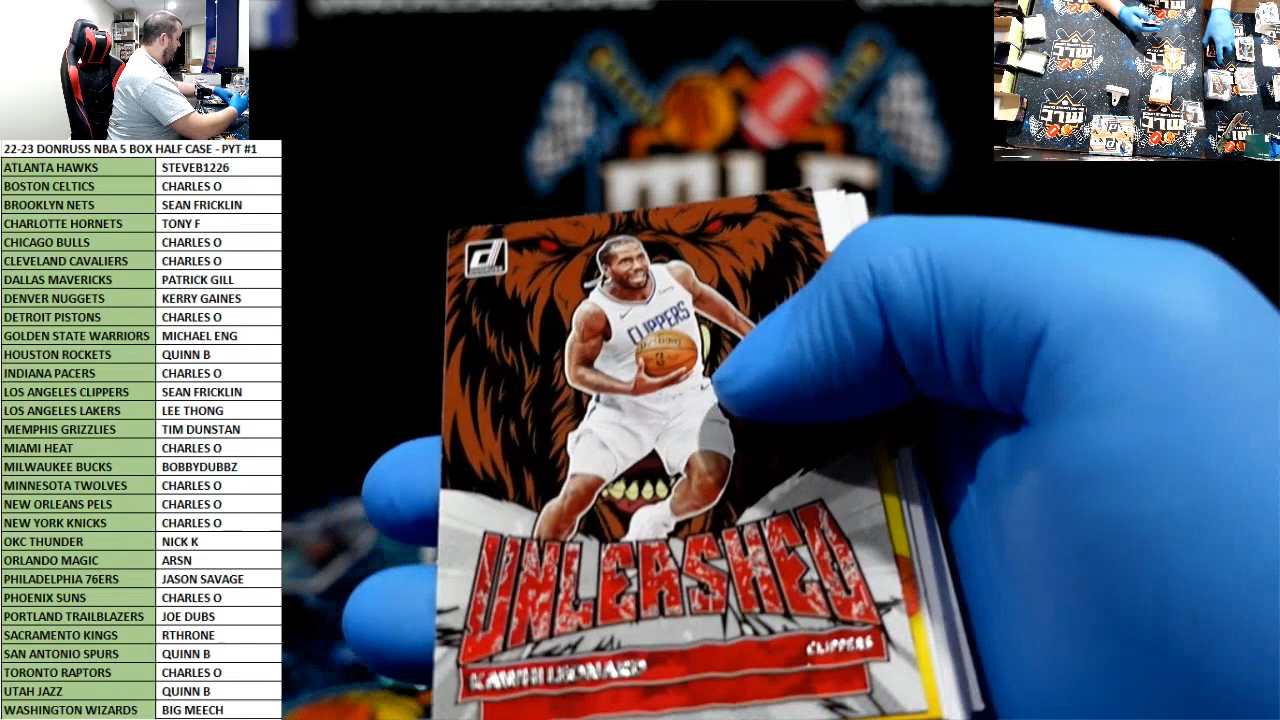 22-23 DONRUSS NBA 5 BOX HALF CASE - PYT #1
ATLANTA HAWKS STEVEB1226
BOSTON CELTICS CHARLES O
BROOKLYN NETS SEAN FRICKLIN
CHARLOTTE HORNETS TONY F
CHICAGO BULLS CHARLES O
CLEVELAND CAVALIERS CHARLES O
DALLAS MAVERICKS PATRICK GILL
DENVER NUGGETS KERRY GAINES
DETROIT PISTONS CHARLES O
GOLDEN STATE WARRIORS MICHAEL ENG
HOUSTON ROCKETS QUINN B
INDIANA PACERS CHARLES O
LOS ANGELES CLIPPERS SEAN FRICKLIN
LOS ANGELES LAKERS LEE THONG
MEMPHIS GRIZZLIES TIM DUNSTAN
MIAMI HEAT CHARLES O
MILWAUKEE BUCKS BOBBYDUBBZ
MINNESOTA TWOLVES CHARLES O
NEW ORLEANS PELS CHARLES O
NEW YORK KNICKS CHARLES O
OKC THUNDER NICK K
ORLANDO MAGIC ARSN
PHILADELPHIA 76ERS JASON SAVAGE
PHOENIX SUNS CHARLES O
PORTLAND TRAILBLAZERS JOE DUBS
SACRAMENTO KINGS RTHRONE
SAN ANTONIO SPURS QUINN B
TORONTO RAPTORS CHARLES O
UTAH JAZZ QUINN B
WASHINGTON WIZARDS BIG MEECH
CLIPPERS
UNLEASHED
CLIPPERS
KAWHI LEONARD